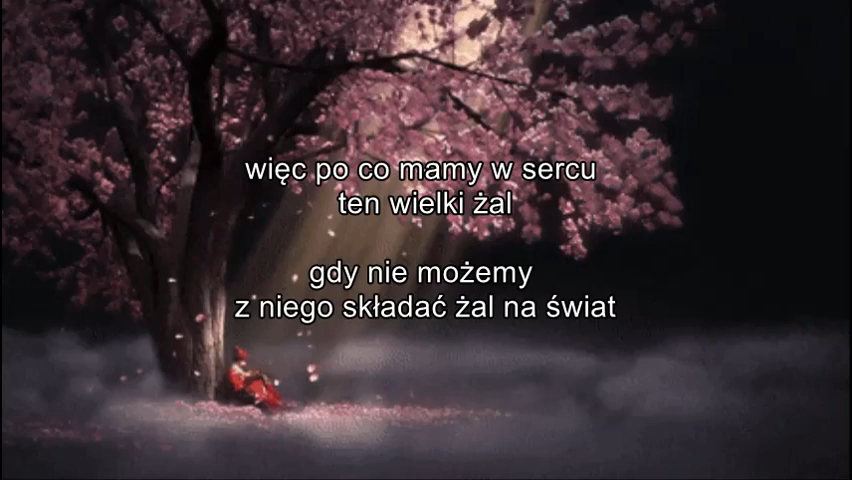 więc po co mamy w sercu
ten wielki żal
gdy nie możemy
z niego składać żal na świat